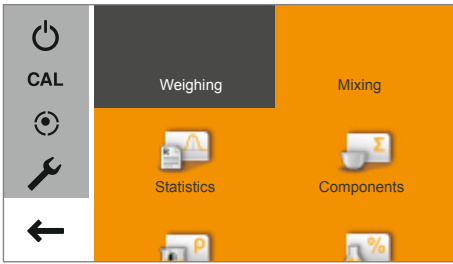 CAL
Weighing
Mixing
Σ
Statistics
Components
ρ
%